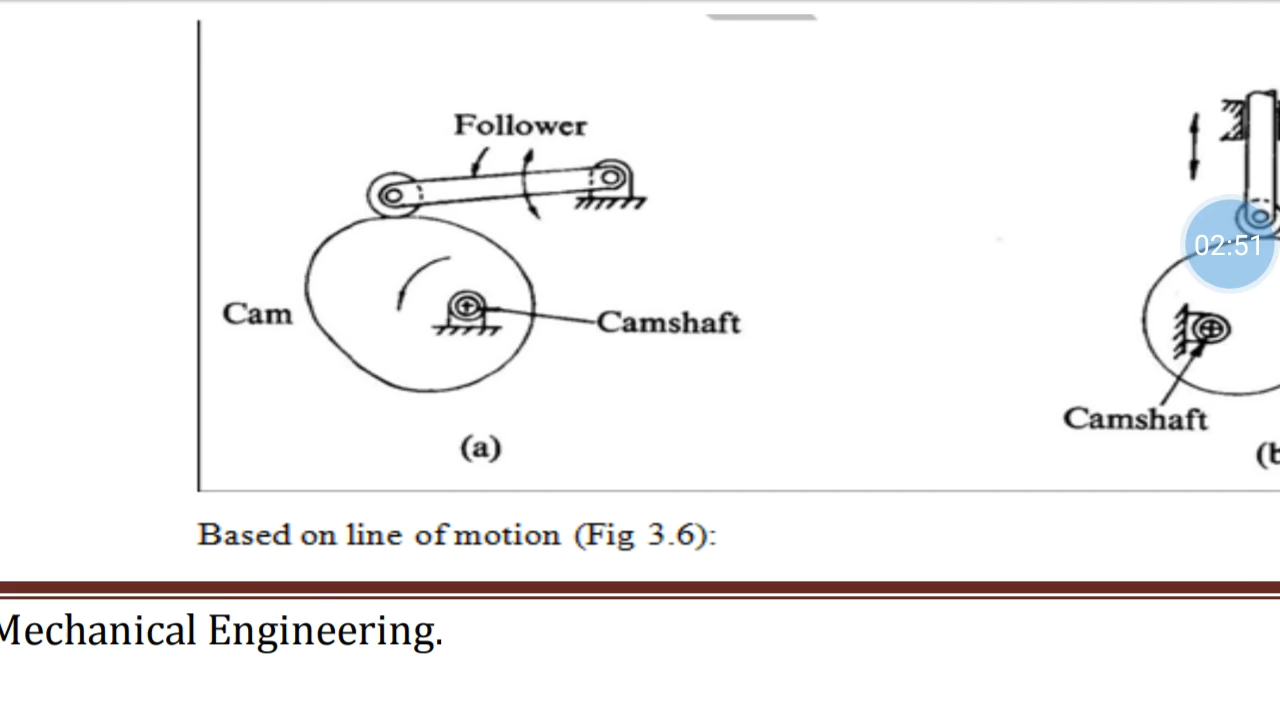 Follower
02:51
Cam
Camshaft
Camshaft
(a)
(b
Based on line of motion (Fig 3.6):
Mechanical Engineering.